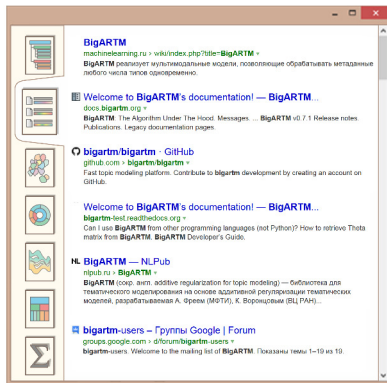 BigARTM
machinelearning.ru › wiki/index.php?title=BigARTM
BigARTM реализует мультимодальные модели, позволяющие обрабатывать метаданные
любого числа типов одновременно.
Welcome to BigARTM's documentation! — BigARTM...
docs.bigartm.org
BigARTM: The Algorithm Under The Hood. Messages. ... BigARTM v0.7.1 Release notes.
Publications. Legacy documentation pages.
bigartm/bigartm · GitHub
github.com › bigartm/bigartm
Fast topic modeling platform. Contribute to bigartm development by creating an account on
GitHub.
Welcome to BigARTM's documentation! — BigARTM...
bigartm-test.readthedocs.org
Can I use BigARTM from other programming languages (not Python)? How to retrieve Theta
matrix from BigARTM. BigARTM Developer's Guide.
NL BigARTM — NLPub
nlpub.ru › BigARTM
BigARTM (сокр. англ. additive regularization for topic modeling) — библиотека для
тематического моделирования на основе аддитивной регуляризации тематических
моделей, разрабатываемая А. Фреем (МФТИ), К. Воронцовым (ВЦ РАН)...
bigartm-users – Группы Google | Forum
groups.google.com › d/forum/bigartm-users
bigartm-users. Welcome to the mailing list of BigARTM. Показаны темы 1–19 из 19.
Σ